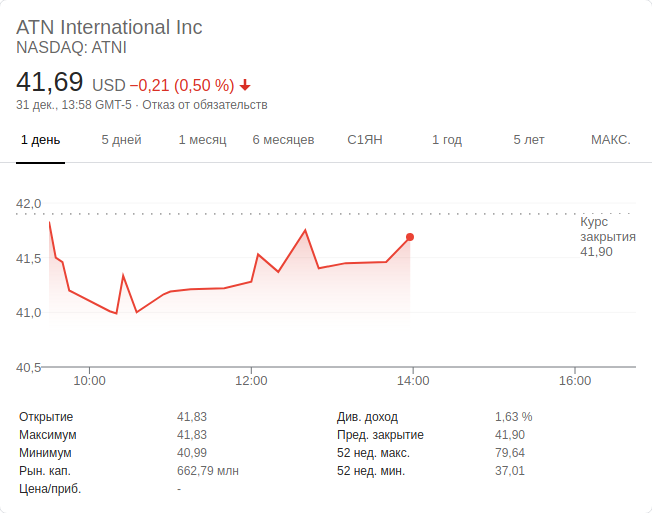 ATN International Inc
NASDAQ: ATNI
41,69 USD −0,21 (0,50 %)
31 дек., 13:58 GMT-5 · Отказ от обязательств
1 день 5 дней 1 месяц 6 месяцев С1ЯН 1 год 5 лет МАКС.
42,0
Курс
закрытия
41,90
41,5
41,0
40,5
10:00 12:00 14:00 16:00
Открытие 41,83 Див. доход 1,63 %
Максимум 41,83 Пред. закрытие 41,90
Минимум 40,99 52 нед. макс. 79,64
Рын. кап. 662,79 млн 52 нед. мин. 37,01
Цена/приб. -